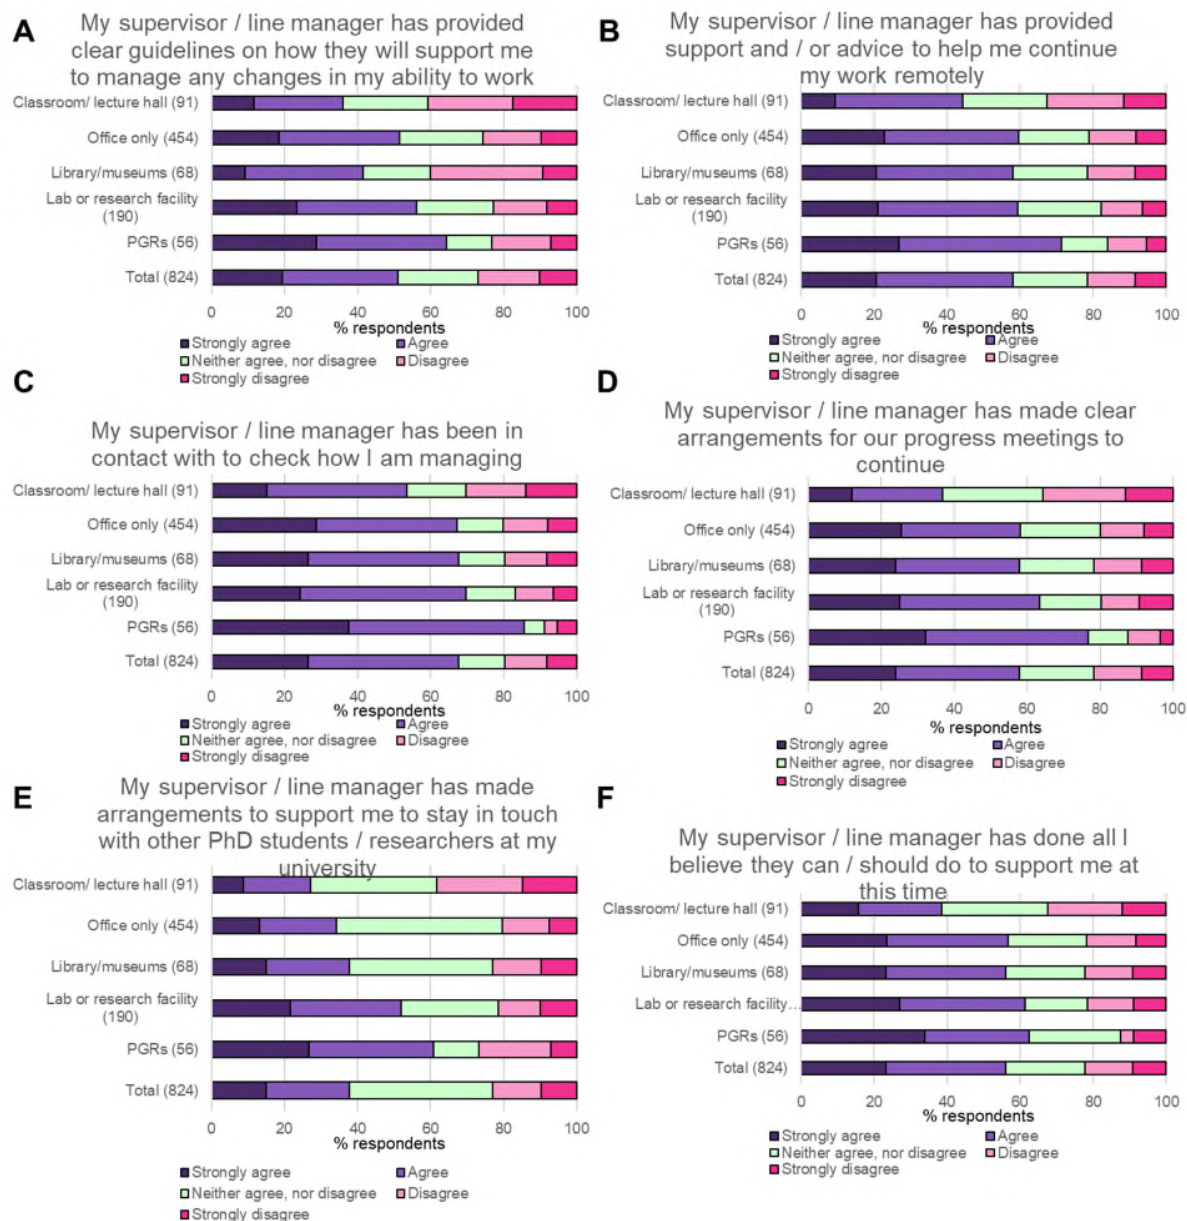 A
My supervisor / line manager has provided
clear guidelines on how they will support me
to manage any changes in my ability to work
Classroom/ lecture hall (91)
Office only (454)
Library/museums (68)
Lab or research facility
(190)
PGRs (56)
Total (824)
0 20 40 60 80 100
% respondents
Strongly agree Agree
Neither agree, nor disagree Disagree
Strongly disagree
B
My supervisor / line manager has provided
support and / or advice to help me continue
my work remotely
Classroom/ lecture hall (91)
Office only (454)
Library/museums (68)
Lab or research facility
(190)
PGRs (56)
Total (824)
0 20 40 60 80 100
% respondents
Strongly agree Agree
Neither agree, nor disagree Disagree
Strongly disagree
C
My supervisor / line manager has been in
contact with to check how I am managing
Classroom/ lecture hall (91)
Office only (454)
Library/museums (68)
Lab or research facility
(190)
PGRs (56)
Total (824)
0 20 40 60 80 100
% respondents
Strongly agree Agree
Neither agree, nor disagree Disagree
Strongly disagree
D
My supervisor / line manager has made clear
arrangements for our progress meetings to
continue
Classroom/ lecture hall (91)
Office only (454)
Library/museums (68)
Lab or research facility
(190)
PGRs (56)
Total (824)
0 20 40 60 80 100
% respondents
Strongly agree Agree
Neither agree, nor disagree Disagree
Strongly disagree
E
My supervisor / line manager has made
arrangements to support me to stay in touch
with other PhD students / researchers at my
university
Classroom/ lecture hall (91)
Office only (454)
Library/museums (68)
Lab or research facility
(190)
PGRs (56)
Total (824)
0 20 40 60 80 100
% respondents
Strongly agree Agree
Neither agree, nor disagree Disagree
Strongly disagree
F
My supervisor / line manager has done all I
believe they can / should do to support me at
this time
Classroom/ lecture hall (91)
Office only (454)
Library/museums (68)
Lab or research facility...
PGRs (56)
Total (824)
0 20 40 60 80 100
% respondents
Strongly agree Agree
Neither agree, nor disagree Disagree
Strongly disagree